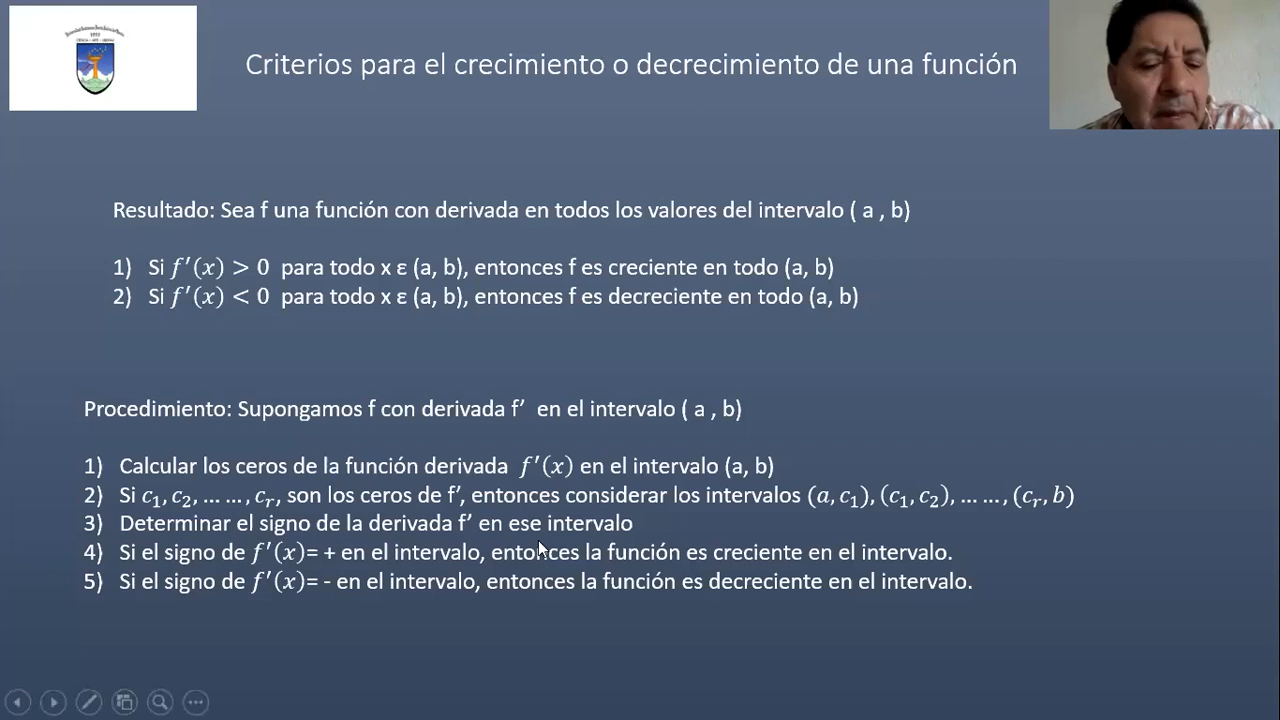 Criterios para el crecimiento o decrecimiento de una función
Resultado: Sea f una función con derivada en todos los valores del intervalo ( a , b)
1) Si f′(x) > 0 para todo x ε (a, b), entonces f es creciente en todo (a, b)
2) Si f′(x) < 0 para todo x ε (a, b), entonces f es decreciente en todo (a, b)
Procedimiento: Supongamos f con derivada f’ en el intervalo ( a , b)
1) Calcular los ceros de la función derivada f′(x) en el intervalo (a, b)
2) Si c₁, c₂, … …, cᵣ, son los ceros de f’, entonces considerar los intervalos (a, c₁), (c₁, c₂), … …, (cᵣ, b)
3) Determinar el signo de la derivada f’ en ese intervalo
4) Si el signo de f′(x)= + en el intervalo, entonces la función es creciente en el intervalo.
5) Si el signo de f′(x)= - en el intervalo, entonces la función es decreciente en el intervalo.